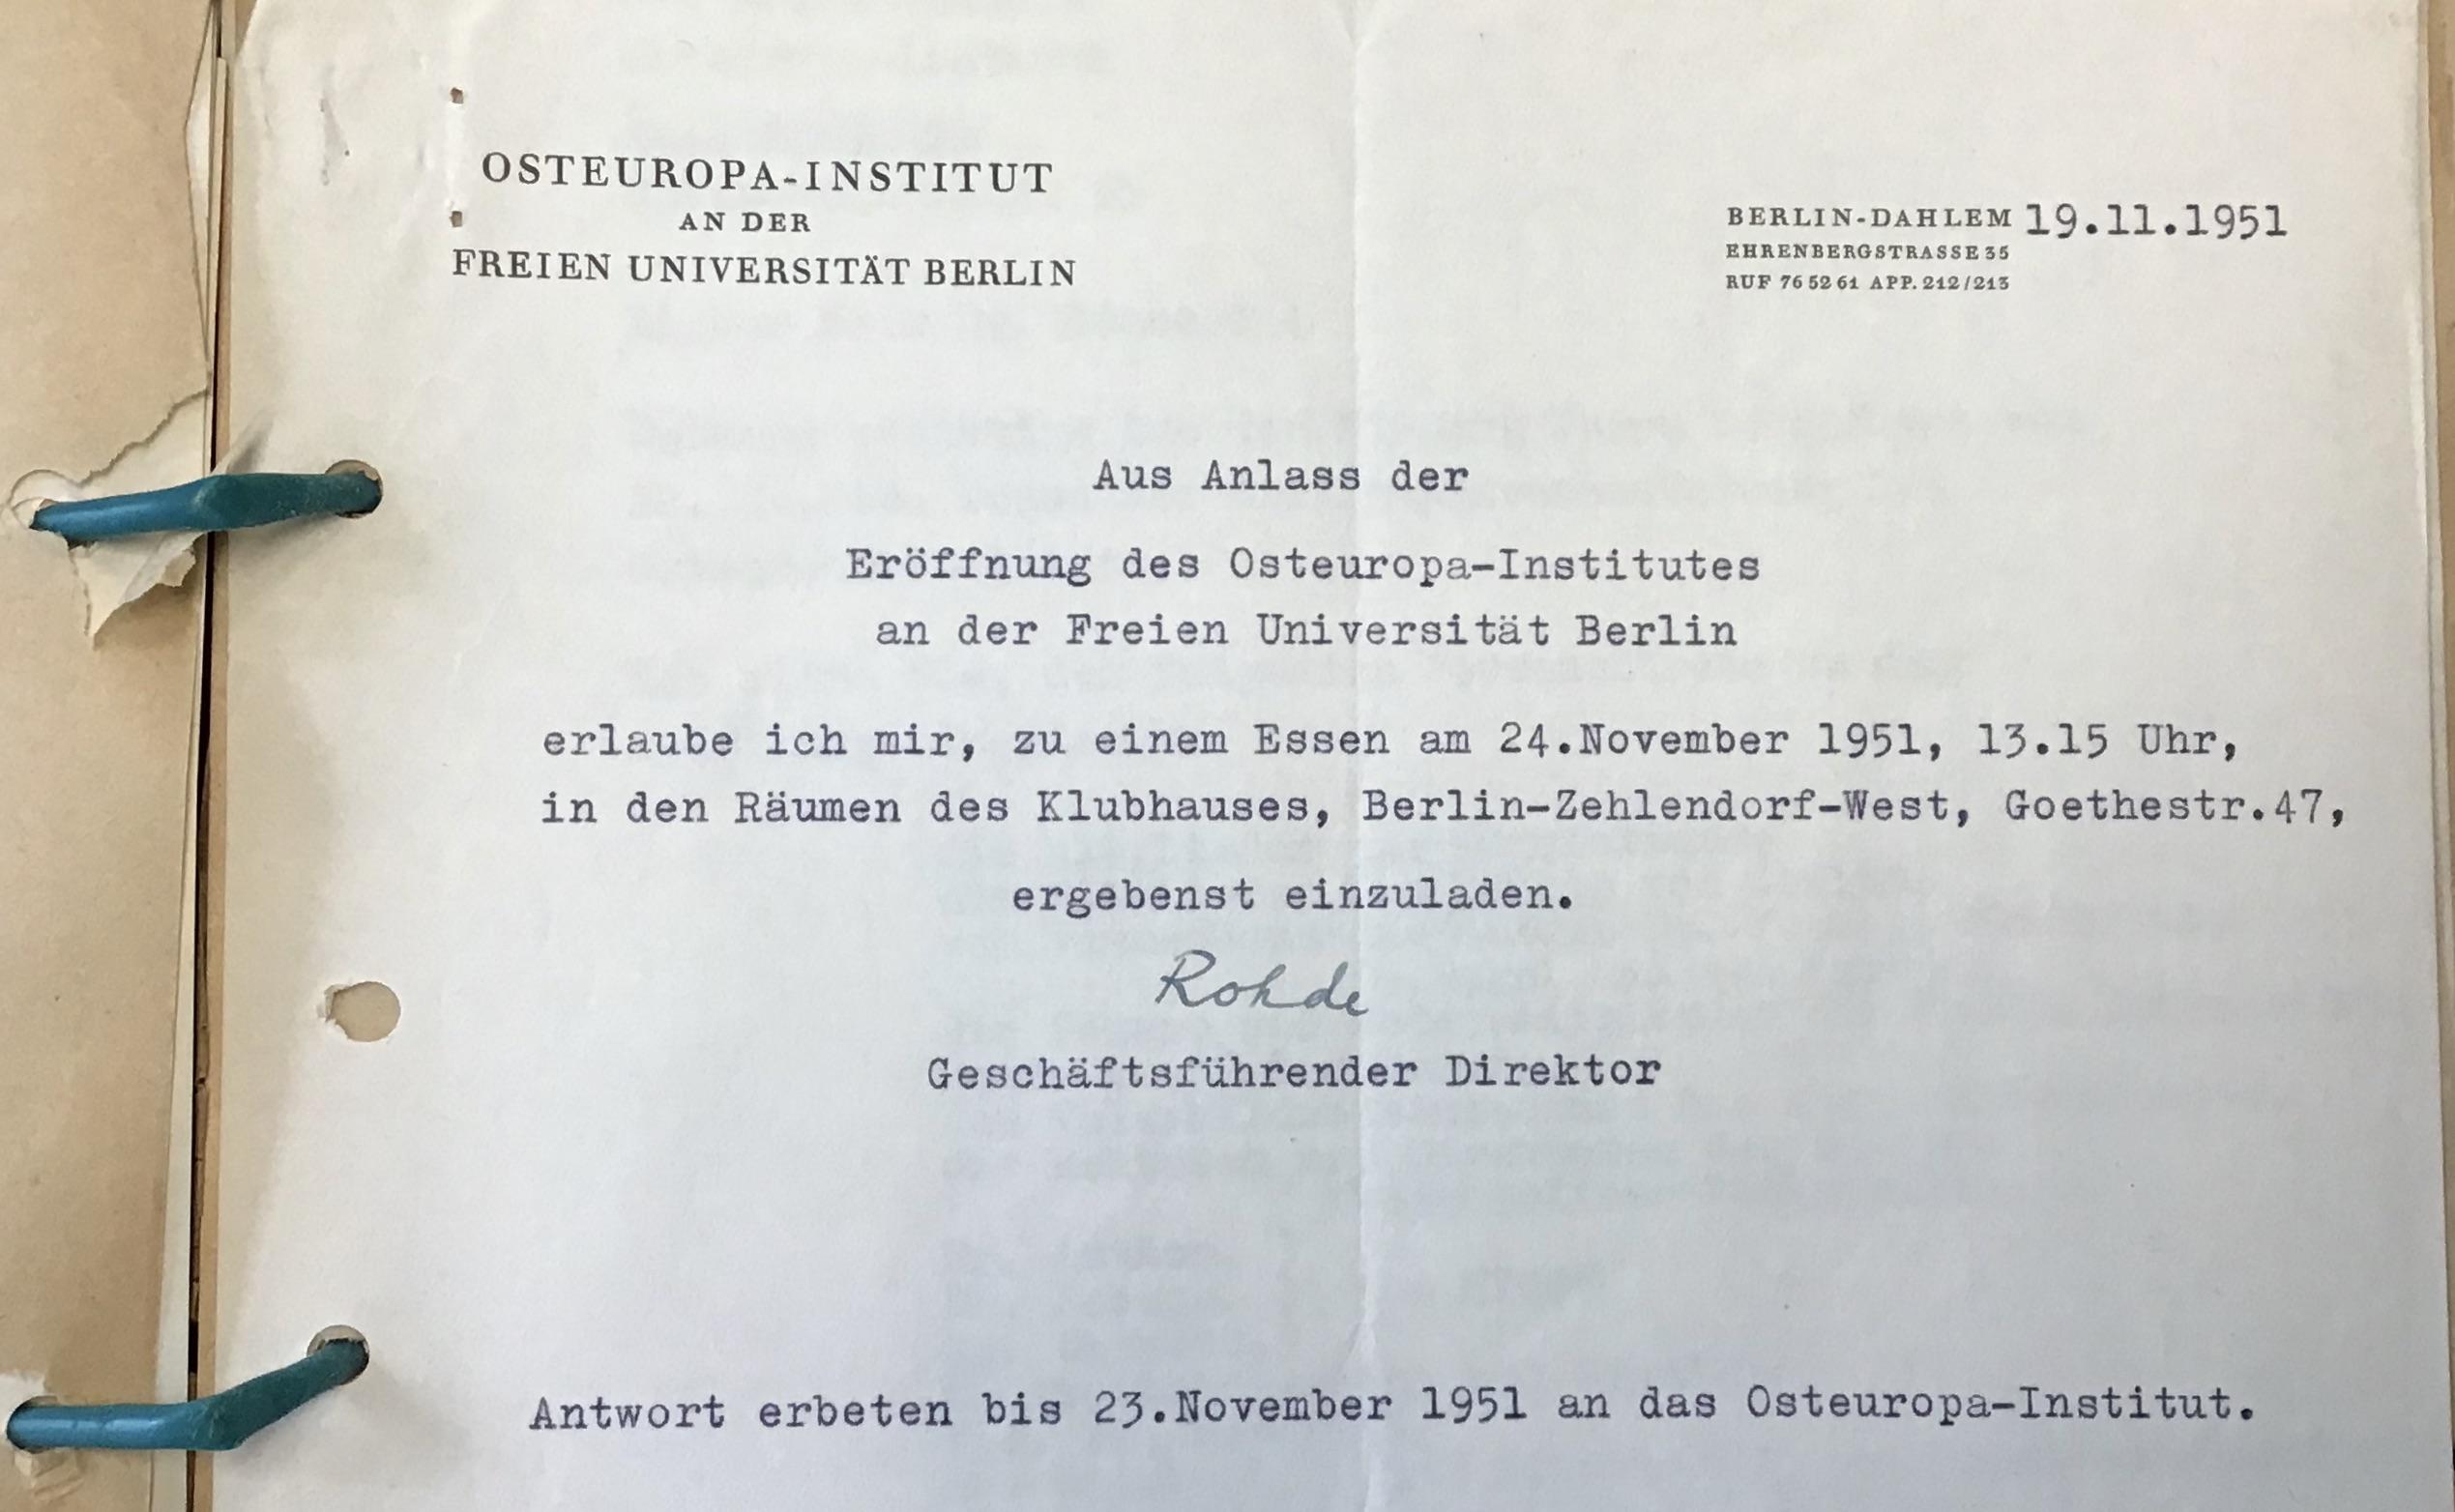 OSTEUROPA-INSTITUT
AN DER
FREIEN UNIVERSITÄT BERLIN
BERLIN-DAHLEM 19.11.1951
EHRENBERGSTRASSE 35
RUF 76 52 61 APP. 212/213
Aus Anlass der
Eröffnung des Osteuropa-Institutes
an der Freien Universität Berlin
erlaube ich mir, zu einem Essen am 24.November 1951, 13.15 Uhr,
in den Räumen des Klubhauses, Berlin-Zehlendorf-West, Goethestr.47,
ergebenst einzuladen.
Rohde
Geschäftsführender Direktor
Antwort erbeten bis 23.November 1951 an das Osteuropa-Institut.